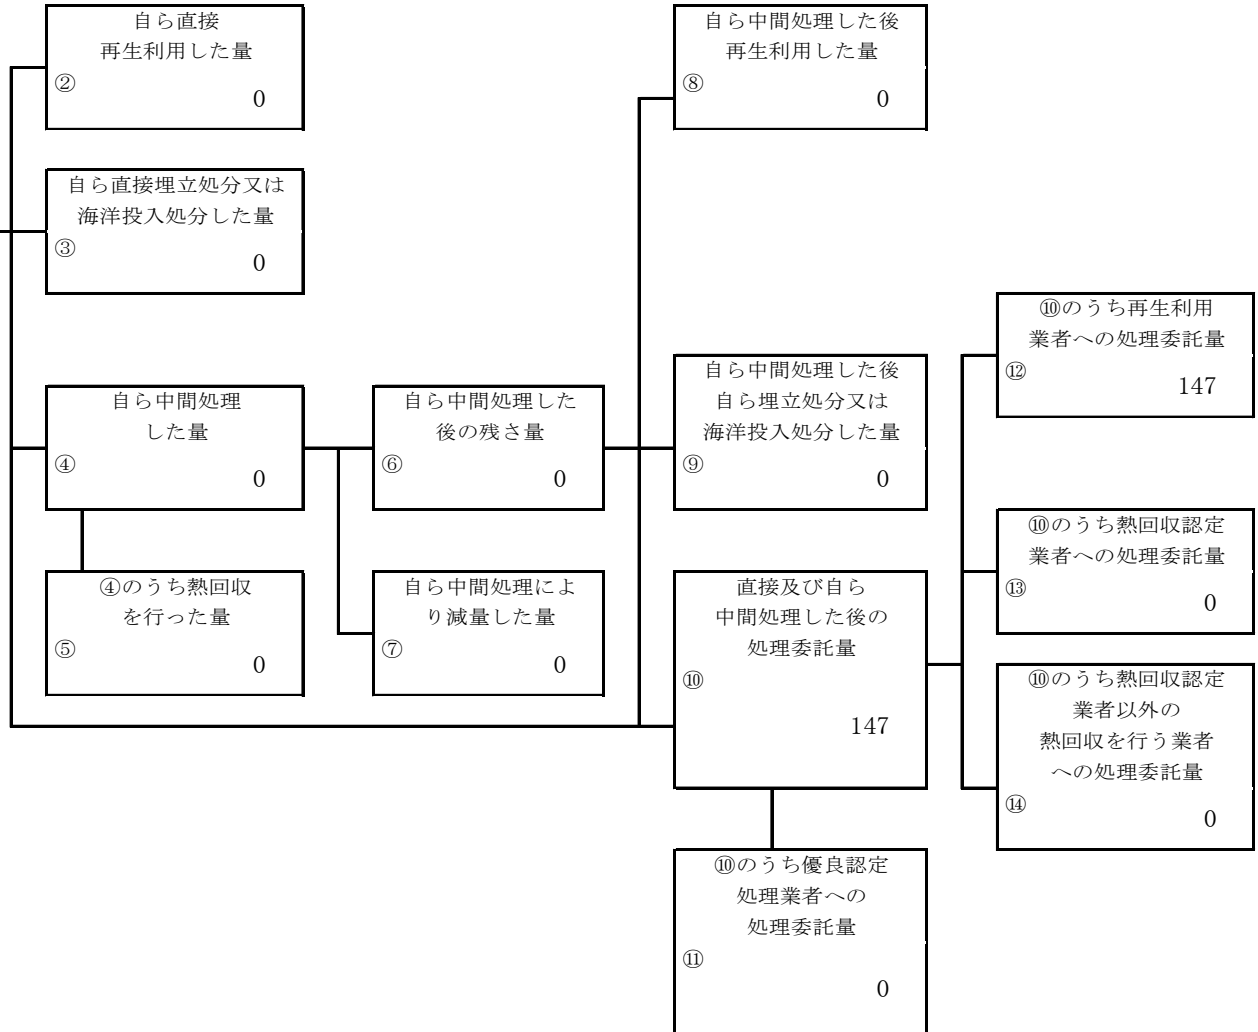 自ら直接
再生利用した量
②
0
自ら直接埋立処分又は
海洋投入処分した量
③
0
自ら中間処理
した量
④
0
④のうち熱回収
を行った量
⑤
0
自ら中間処理した
後の残さ量
⑥
0
自ら中間処理によ
り減量した量
⑦
0
自ら中間処理した後
再生利用した量
⑧
0
自ら中間処理した後
自ら埋立処分又は
海洋投入処分した量
⑨
0
直接及び自ら
中間処理した後の
処理委託量
⑩
147
⑩のうち優良認定
処理業者への
処理委託量
⑪
0
⑩のうち再生利用
業者への処理委託量
⑫
147
⑩のうち熱回収認定
業者への処理委託量
⑬
0
⑩のうち熱回収認定
業者以外の
熱回収を行う業者
への処理委託量
⑭
0